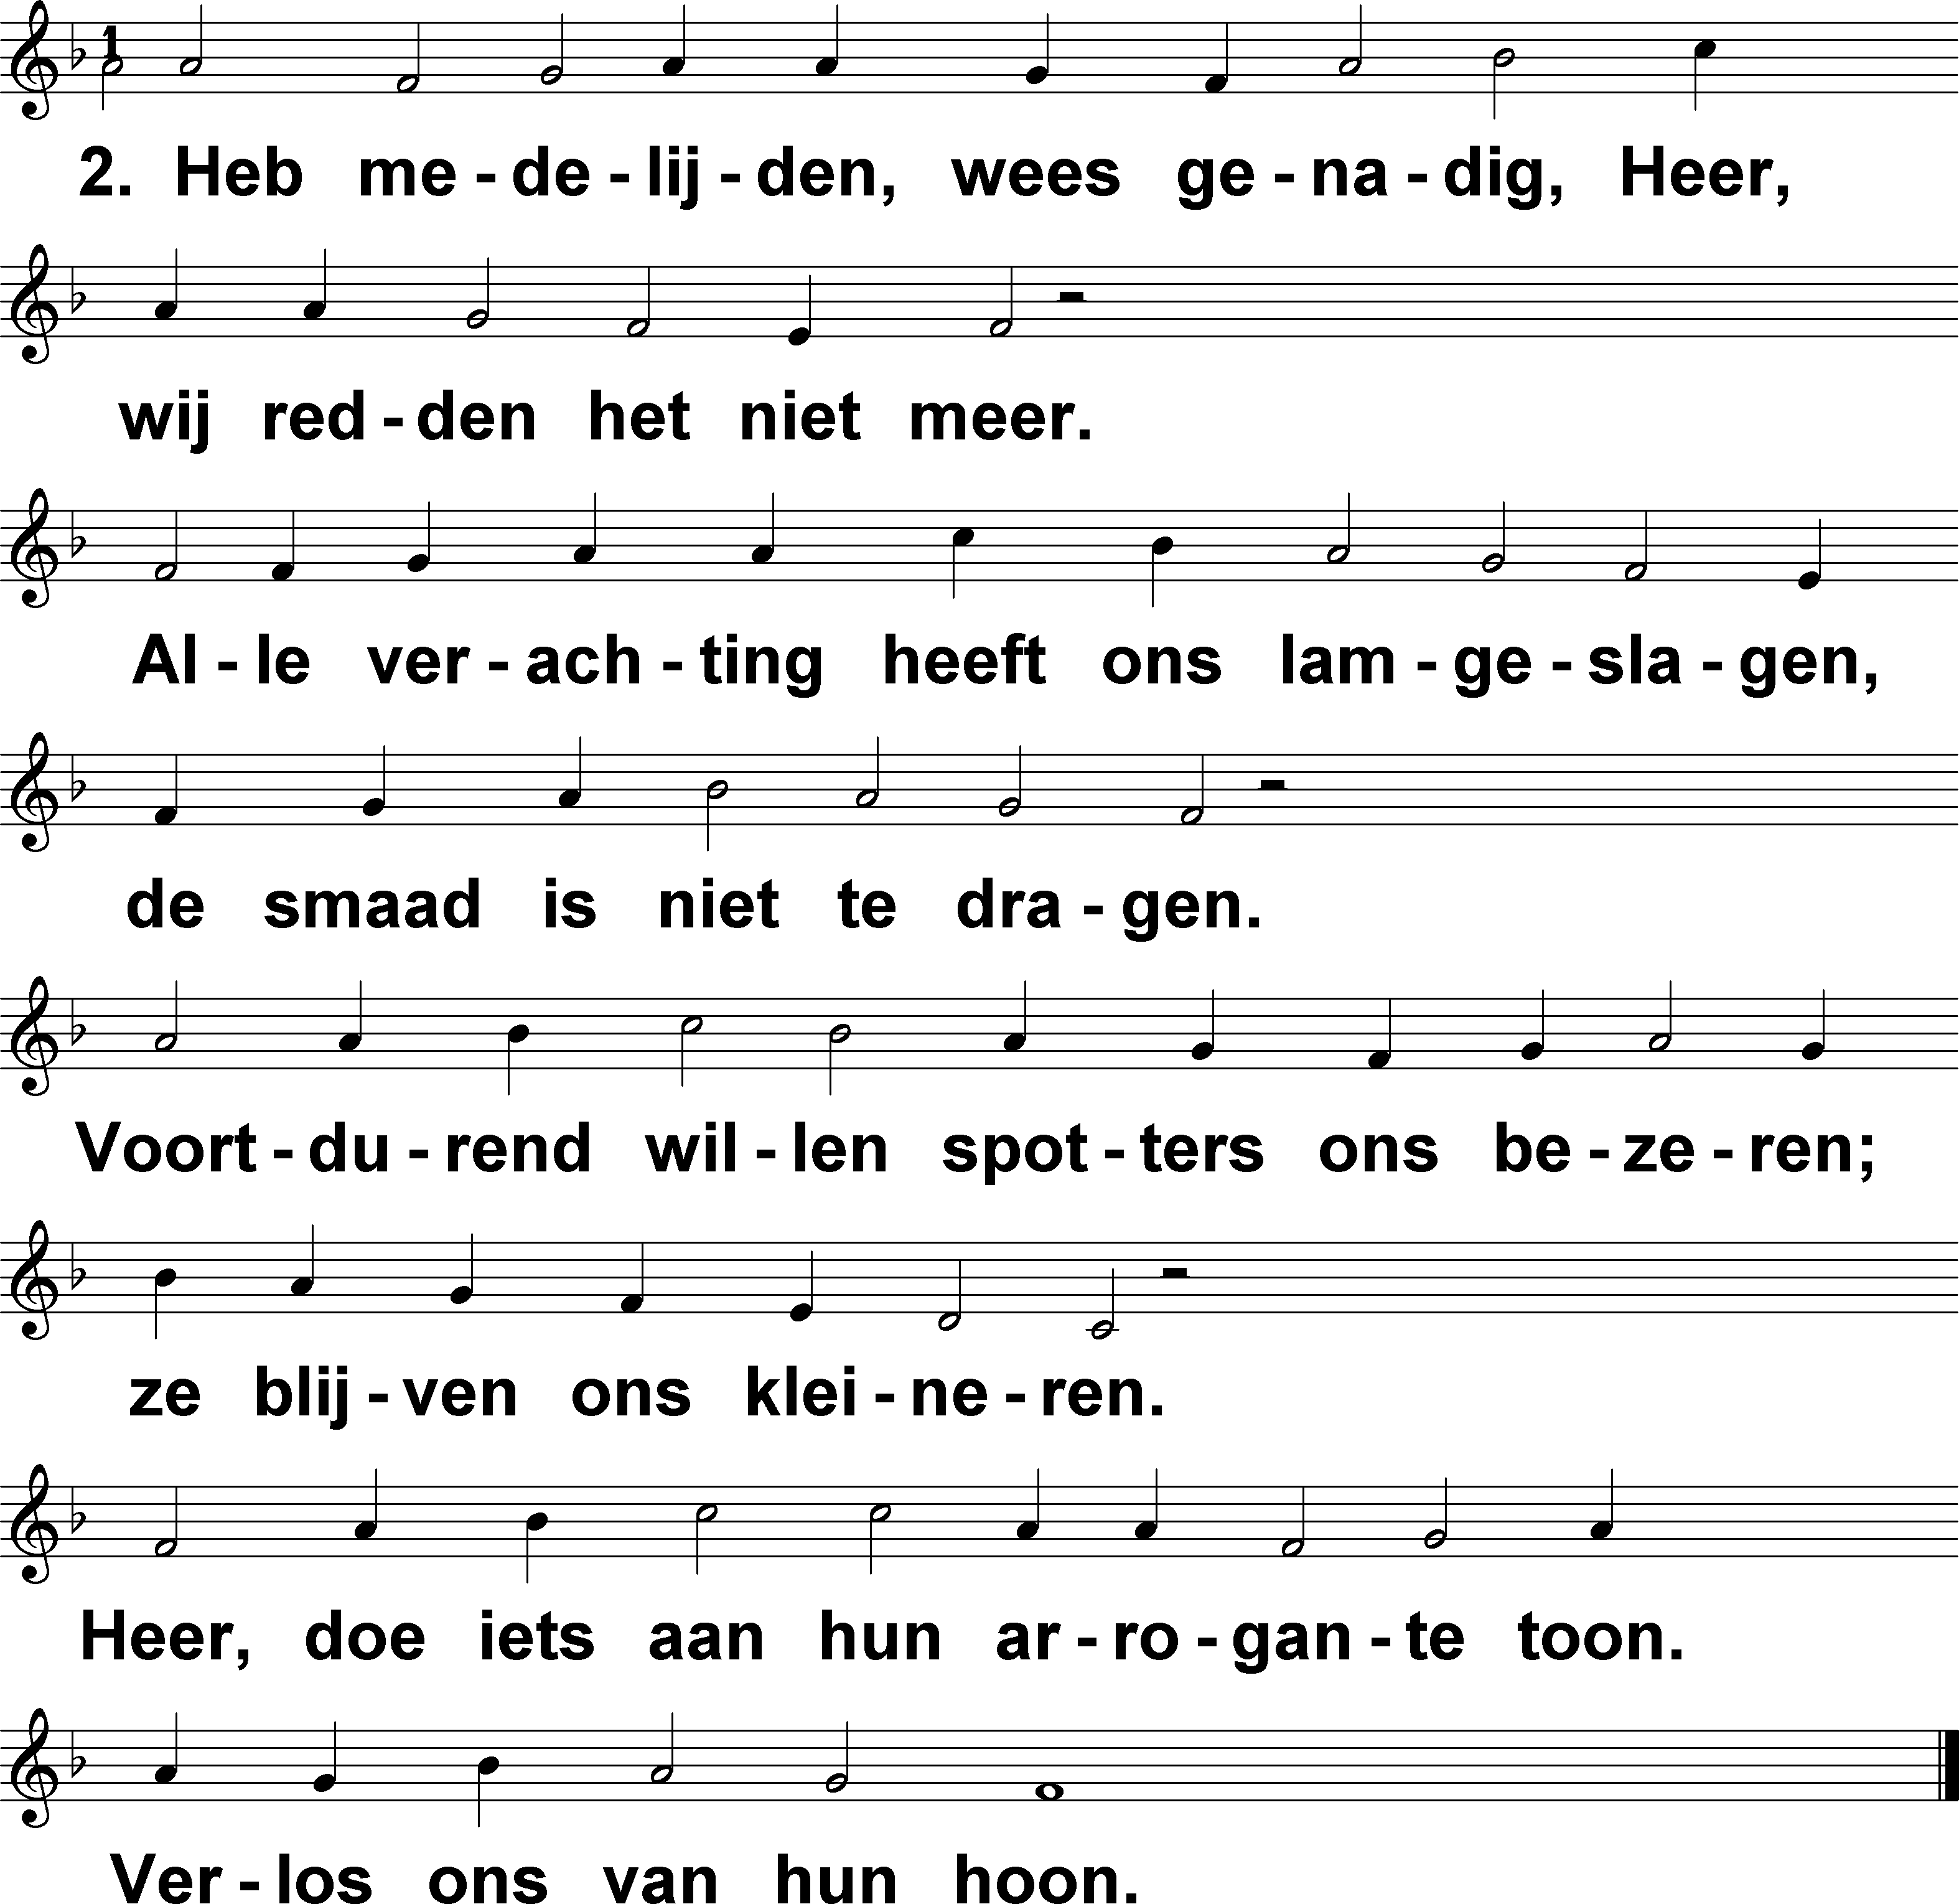 1
2. Heb me - de - lij - den, wees ge - na - dig, Heer,
wij red - den het niet meer.
Al - le ver - ach - ting heeft ons lam - ge - sla - gen,
de smaad is niet te dra - gen.
Voort - du - rend wil - len spot - ters ons be - ze - ren;
ze blij - ven ons klei - ne - ren.
Heer, doe iets aan hun ar - ro - gan - te toon.
Ver - los ons van hun hoon.